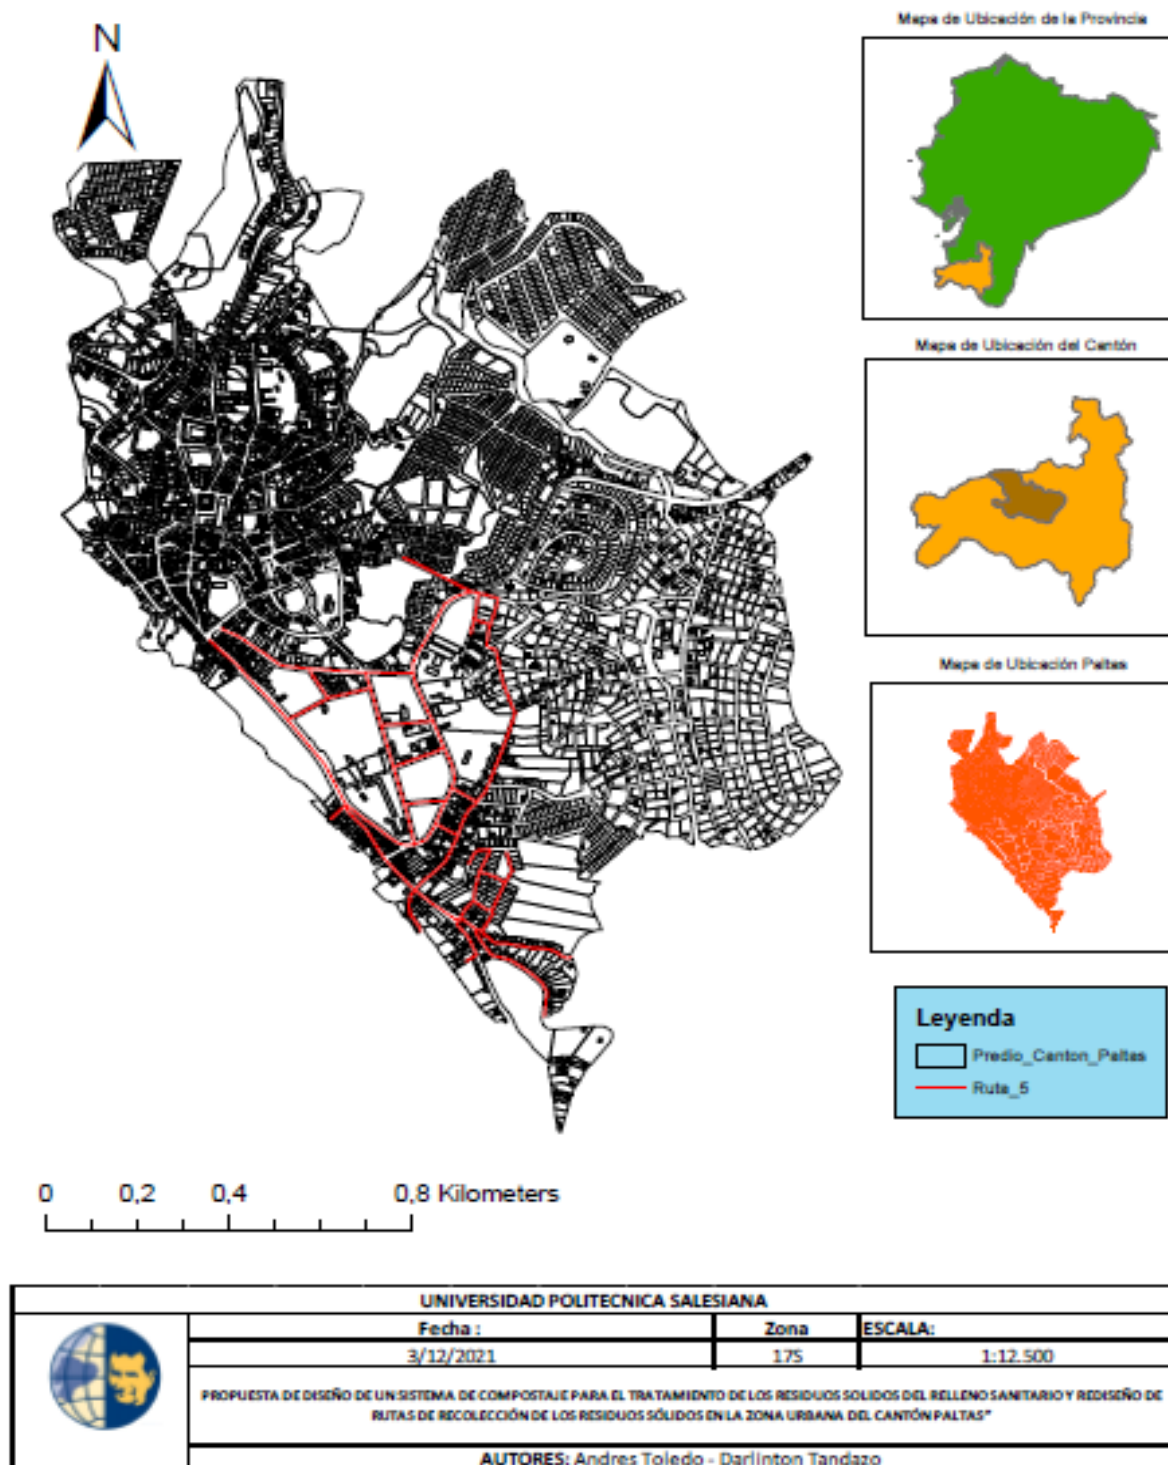 N
Mapa de Ubicación de la Provincia
Mapa de Ubicación del Cantón
Mapa de Ubicación Paltas
Leyenda
Predio_Canton_Paltas
Ruta_5
0 0,2 0,4 0,8 Kilometers
UNIVERSIDAD POLITECNICA SALESIANA
Fecha : Zona ESCALA:
3/12/2021 17S 1:12.500
PROPUESTA DE DISEÑO DE UN SISTEMA DE COMPOSTAJE PARA EL TRATAMIENTO DE LOS RESIDUOS SOLIDOS DEL RELLENO SANITARIO Y REDISEÑO DE
RUTAS DE RECOLECCIÓN DE LOS RESIDUOS SÓLIDOS EN LA ZONA URBANA DEL CANTÓN PALTAS"
AUTORES: Andres Toledo - Darlinton Tandazo